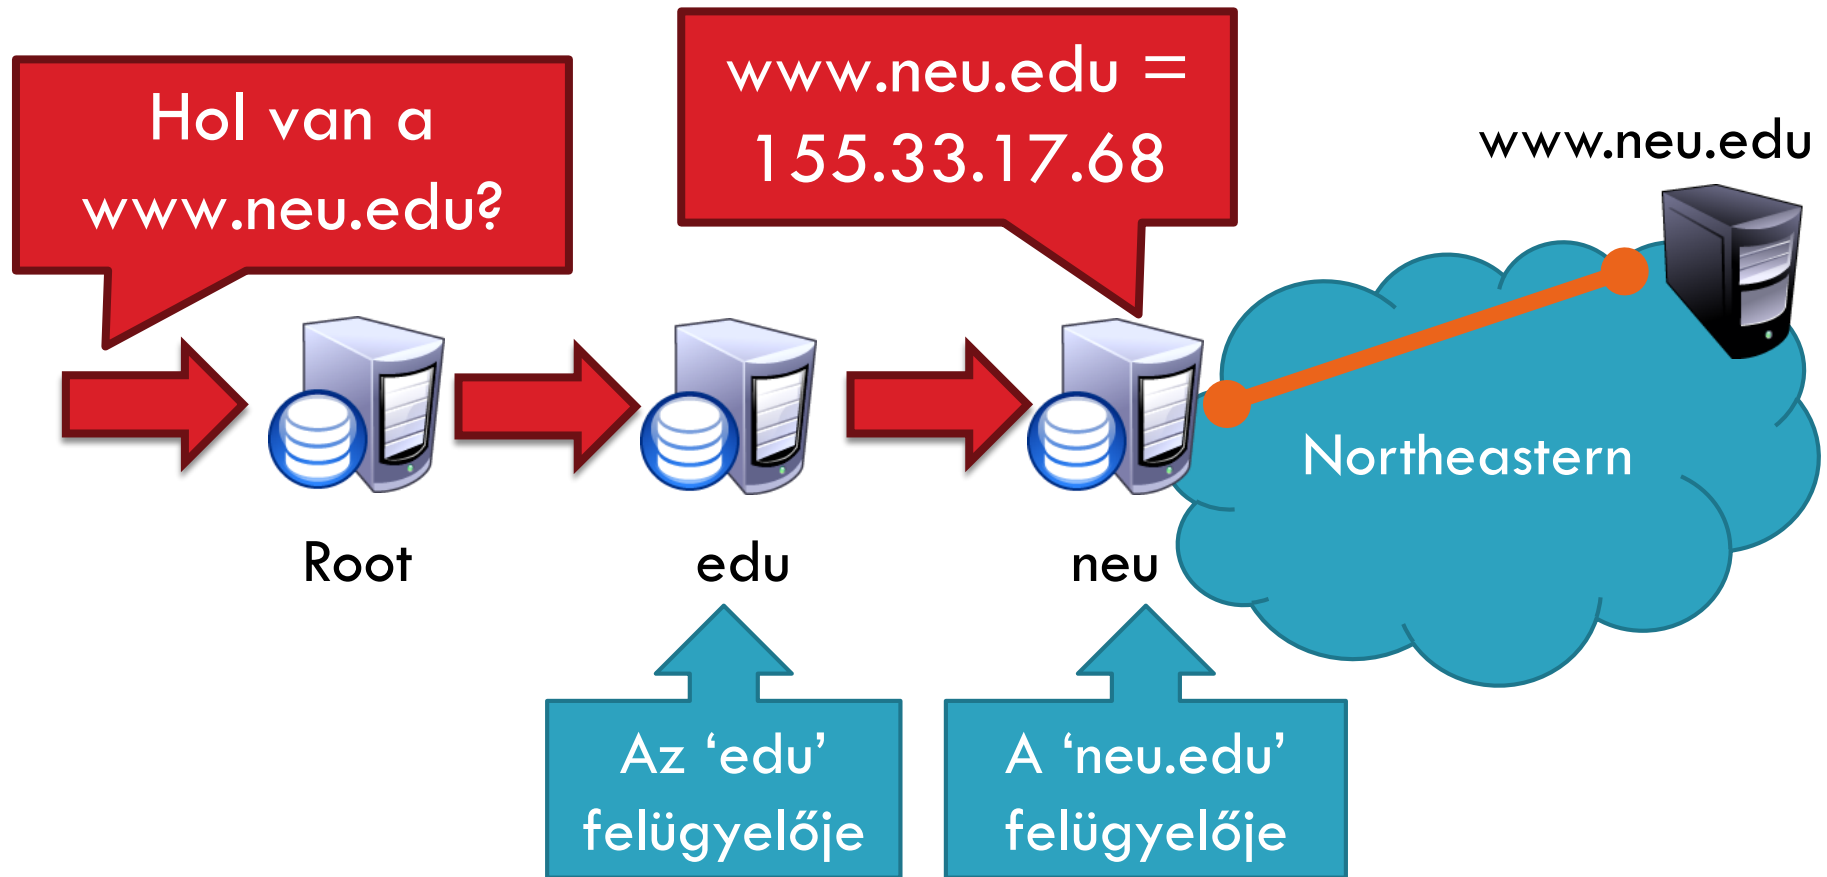 Hol van a
www.neu.edu?
www.neu.edu =
155.33.17.68
www.neu.edu
Northeastern
Root
edu
neu
Az ‘edu’
felügyelője
A ‘neu.edu’
felügyelője